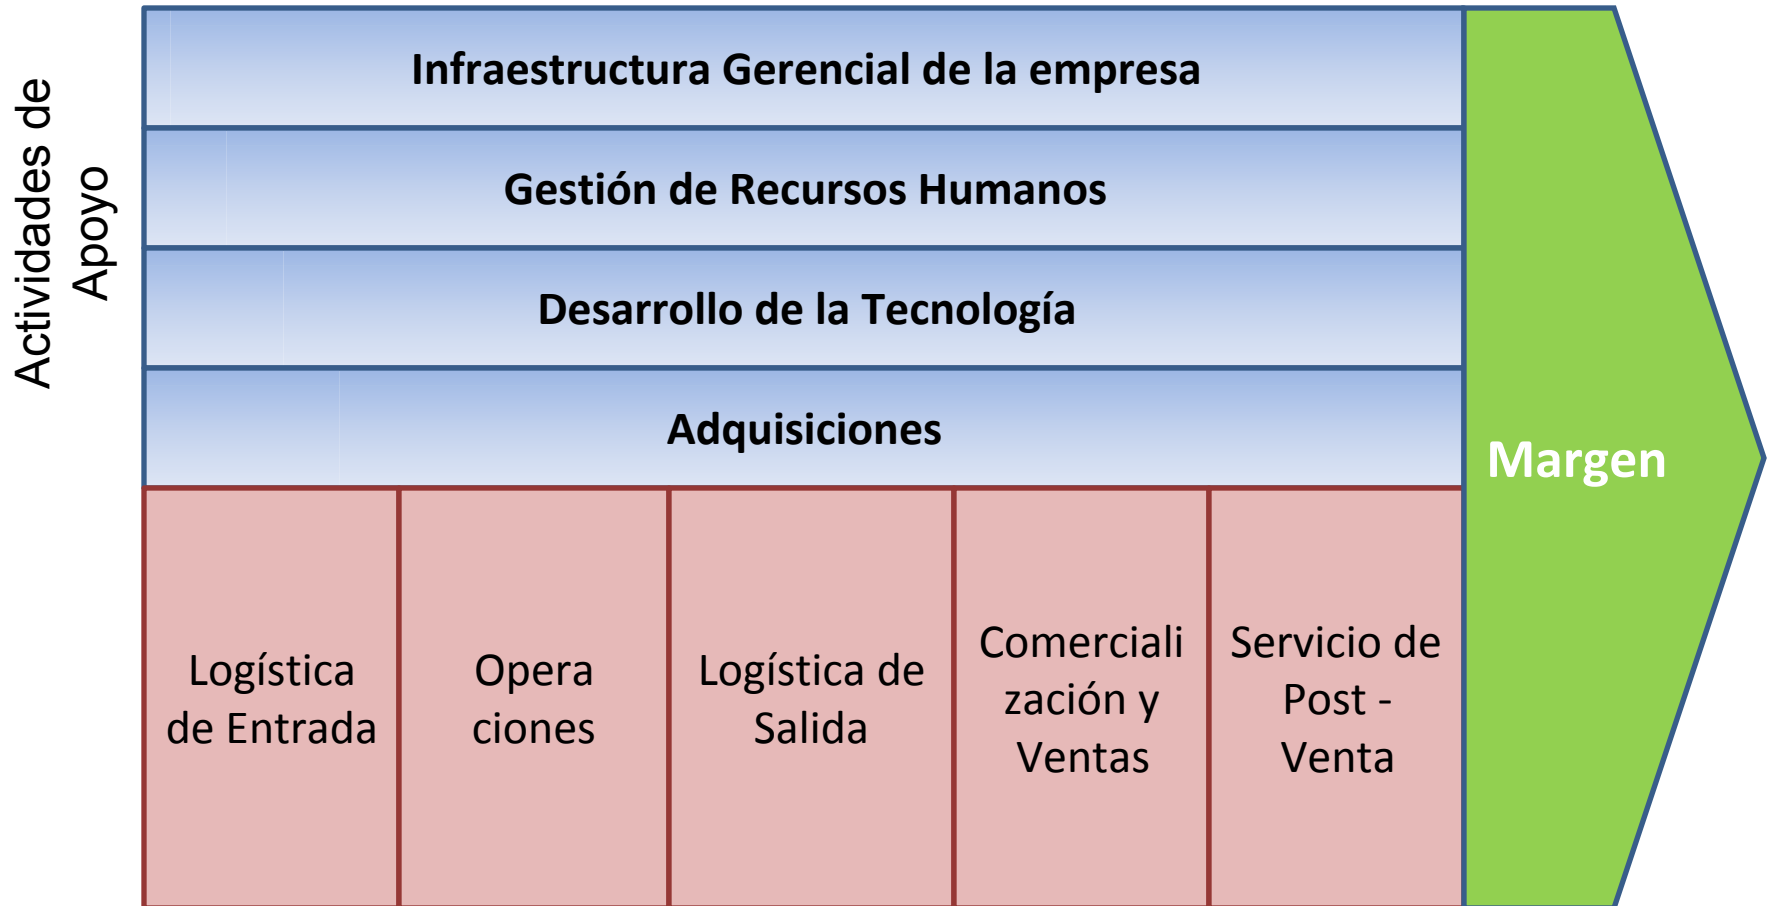 Actividades de
Apoyo
Infraestructura Gerencial de la empresa
Gestión de Recursos Humanos
Desarrollo de la Tecnología
Adquisiciones
Margen
Logística
de Entrada
Opera
ciones
Logística de
Salida
Comerciali
zación y
Ventas
Servicio de
Post -
Venta